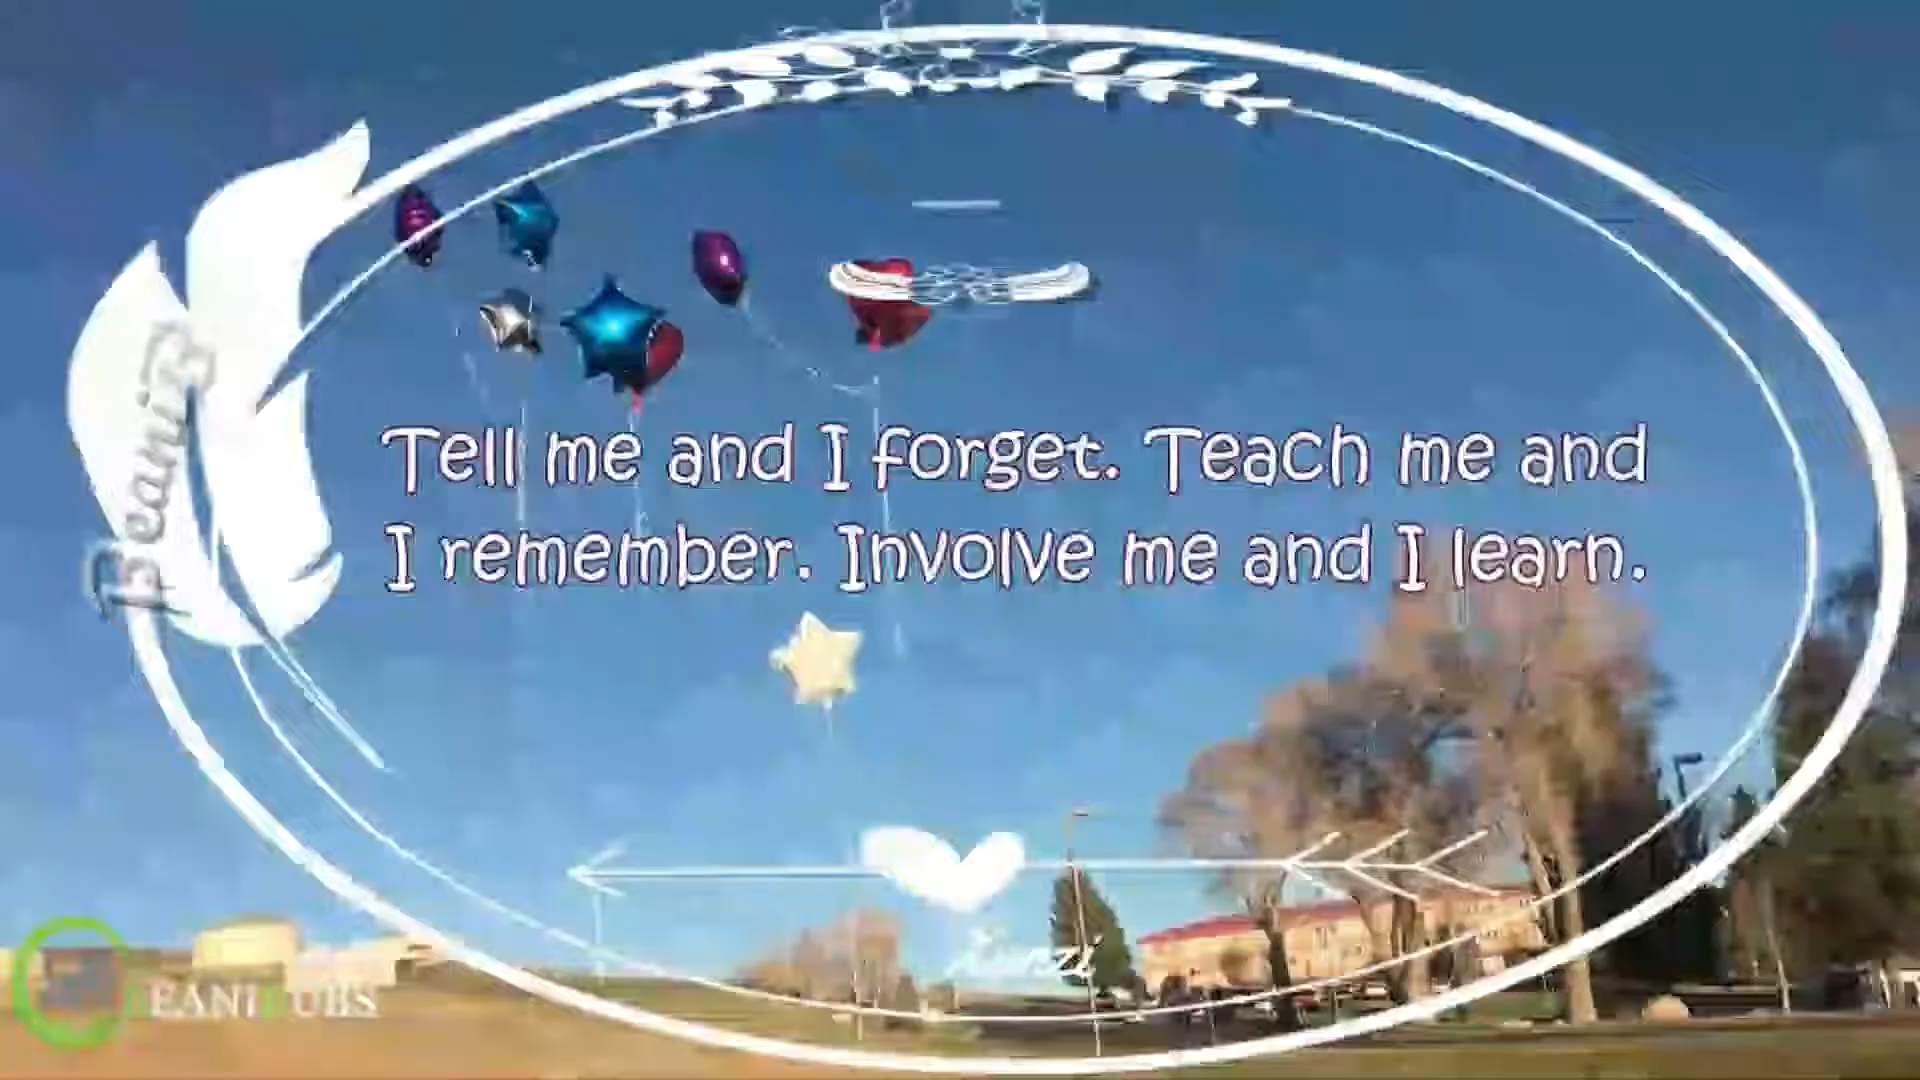 Tell me and I forget. Teach me and
I remember. Involve me and I learn.